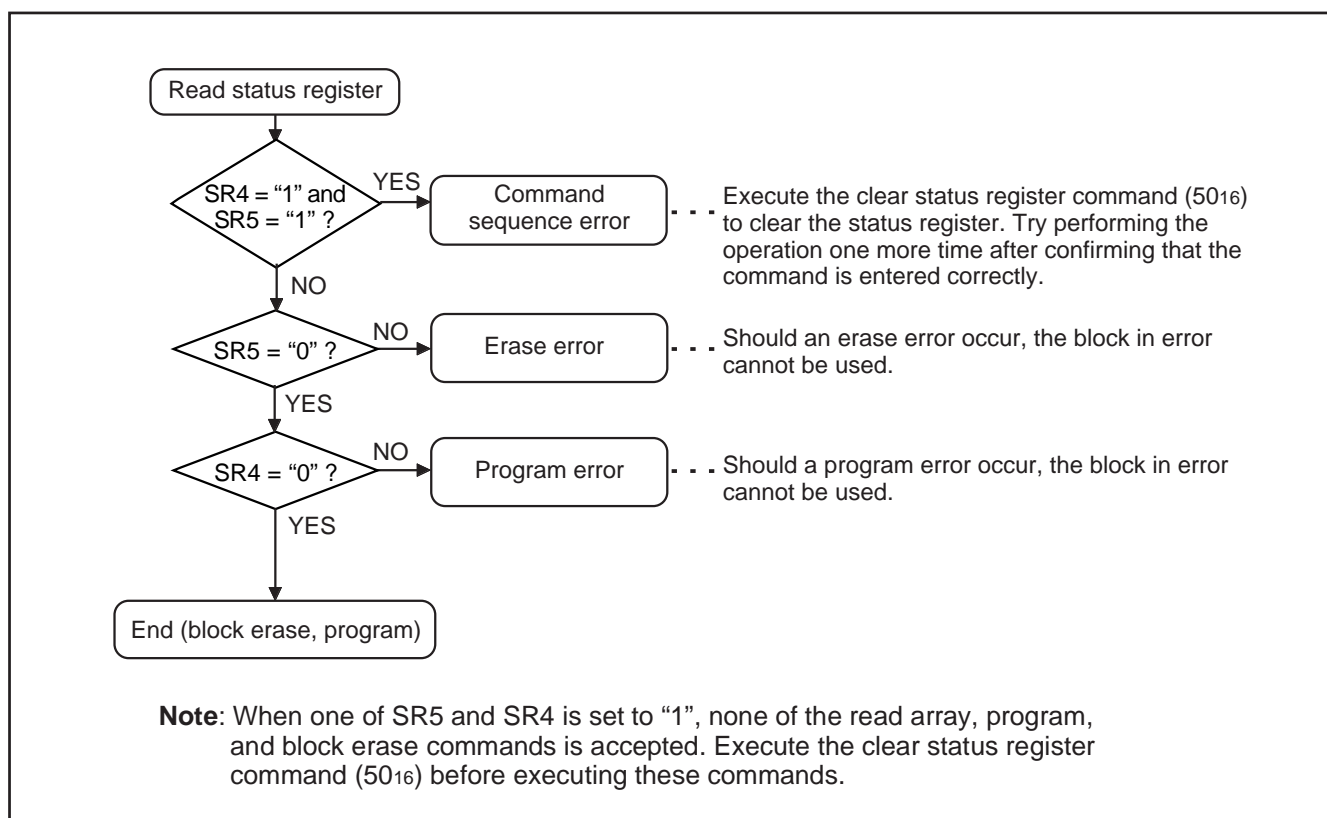 Read status register
SR4 = “1” and
SR5 = “1” ?
YES
Command
sequence error
Execute the clear status register command (5016)
to clear the status register. Try performing the
operation one more time after confirming that the
command is entered correctly.
NO
SR5 = “0” ?
NO
Erase error
Should an erase error occur, the block in error
cannot be used.
YES
SR4 = “0” ?
NO
Program error
Should a program error occur, the block in error
cannot be used.
YES
End (block erase, program)
Note: When one of SR5 and SR4 is set to “1”, none of the read array, program,
and block erase commands is accepted. Execute the clear status register
command (5016) before executing these commands.